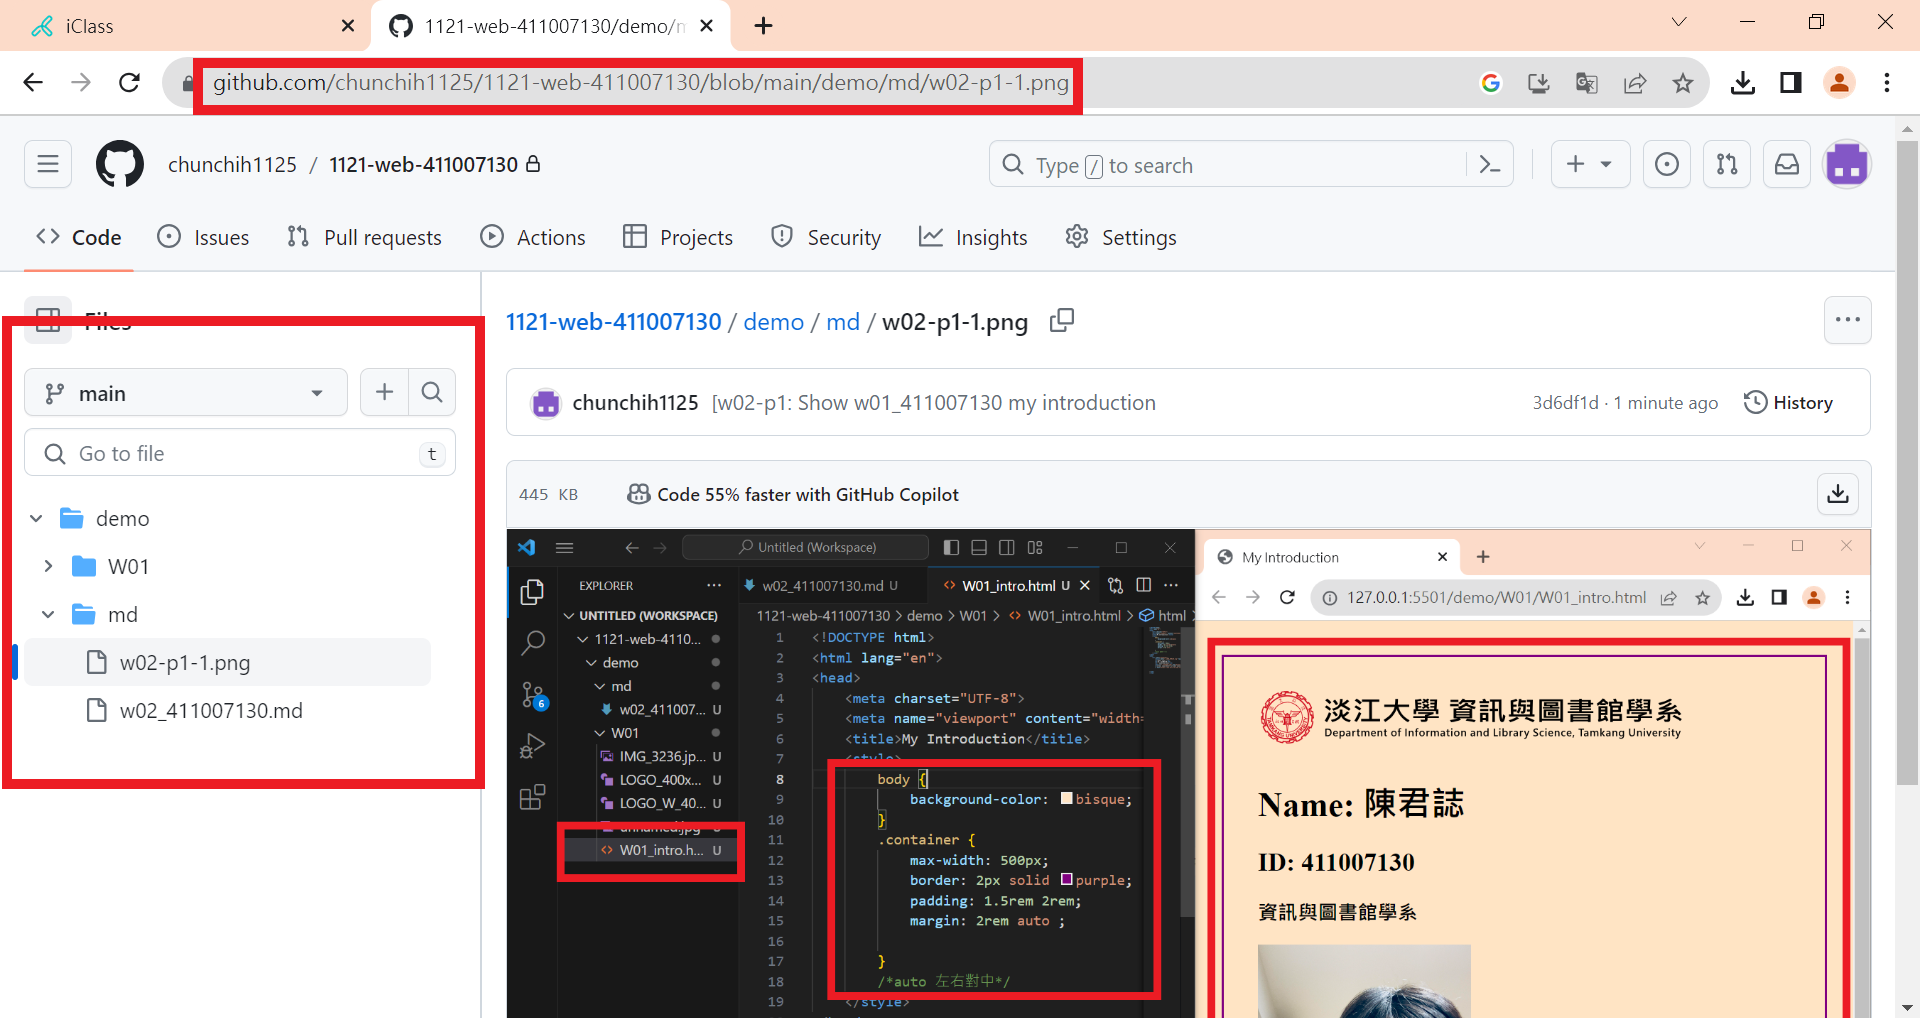 iClass
1121-web-411007130/demo/m
github.com/chunchih1125/1121-web-411007130/blob/main/demo/md/w02-p1-1.png
chunchih1125 / 1121-web-411007130
Type / to search
Code
Issues
Pull requests
Actions
Projects
Security
Insights
Settings
Files
main
Go to file
t
demo
W01
md
w02-p1-1.png
w02_411007130.md
1121-web-411007130 / demo / md / w02-p1-1.png
chunchih1125 [w02-p1: Show w01_411007130 my introduction
3d6df1d · 1 minute ago
History
445 KB
Code 55% faster with GitHub Copilot
Untitled (Workspace)
EXPLORER
UNTITLED (WORKSPACE)
1121-web-4110...
demo
md
w02_411007... U
W01
IMG_3236.jp... U
LOGO_400x... U
LOGO_W_40... U
unnamed.jpg U
W01_intro.h... U
6
w02_411007130.md U
W01_intro.html U
1121-web-411007130 > demo > W01 > W01_intro.html > html >
1 <!DOCTYPE html>
2 <html lang="en">
3 <head>
4 <meta charset="UTF-8">
5 <meta name="viewport" content="width=
6 <title>My Introduction</title>
7 <style>
8 body {
9 background-color: bisque;
10 }
11 .container {
12 max-width: 500px;
13 border: 2px solid purple;
14 padding: 1.5rem 2rem;
15 margin: 2rem auto ;
16
17 }
18 /*auto 左右對中*/
19 </style>
My Introduction
127.0.0.1:5501/demo/W01/W01_intro.html
淡江大學 資訊與圖書館學系
Department of Information and Library Science, Tamkang University
Name: 陳君誌
ID: 411007130
資訊與圖書館學系